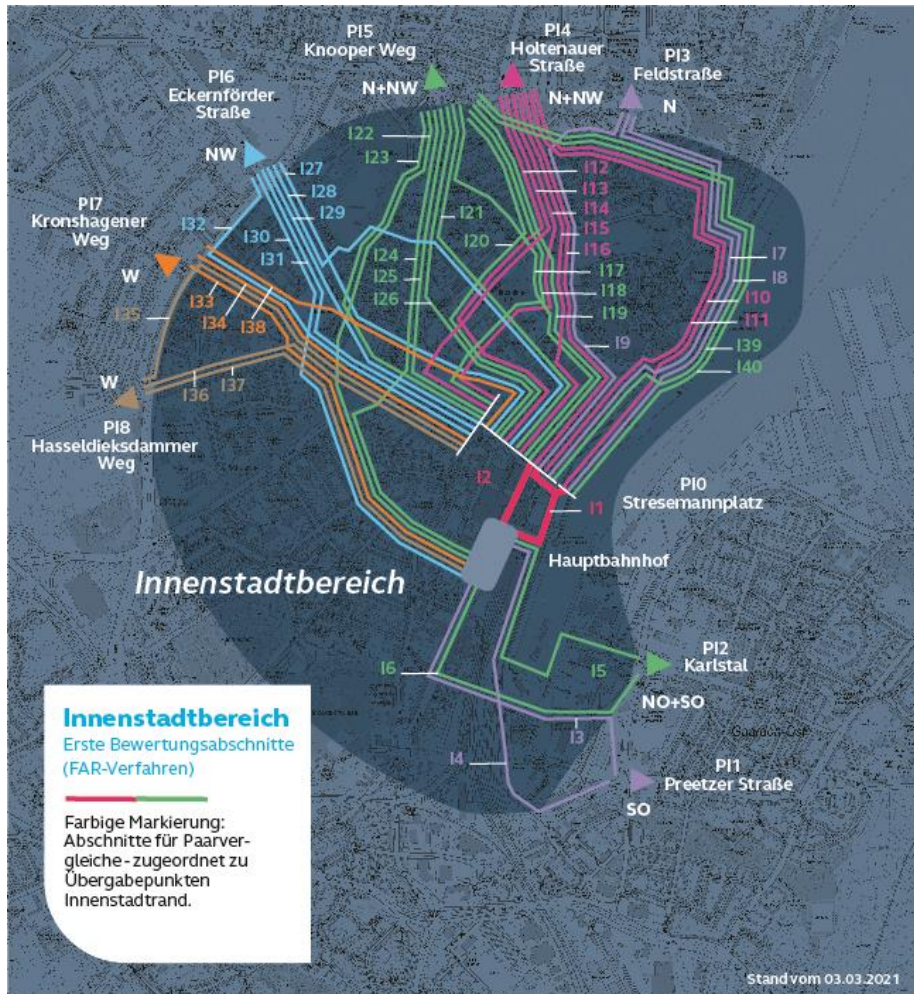 PI5
Knooper Weg
N+NW
PI4
Holtenauer
Straße
N+NW
PI3
Feldstraße
N
PI6
Eckernförder
Straße
NW
PI7
Kronshagener
Weg
W
W
PI8
Hasseldieksdammer
Weg
I22
I23
I27
I28
I29
I30
I31
I32
I33
I34
I38
I35
I36
I37
I21
I20
I24
I25
I26
I12
I13
I14
I15
I16
I17
I18
I19
I9
I7
I8
I10
I11
I39
I40
I2
I1
PI0
Stresemannplatz
Hauptbahnhof
Innenstadtbereich
I6
I5
PI2
Karlstal
NO+SO
I3
I4
PI1
Preetzer Straße
SO
Innenstadtbereich
Erste Bewertungsabschnitte
(FAR-Verfahren)
Farbige Markierung:
Abschnitte für Paarver-
gleiche - zugeordnet zu
Übergabepunkten
Innenstadtrand.
Stand vom 03.03.2021